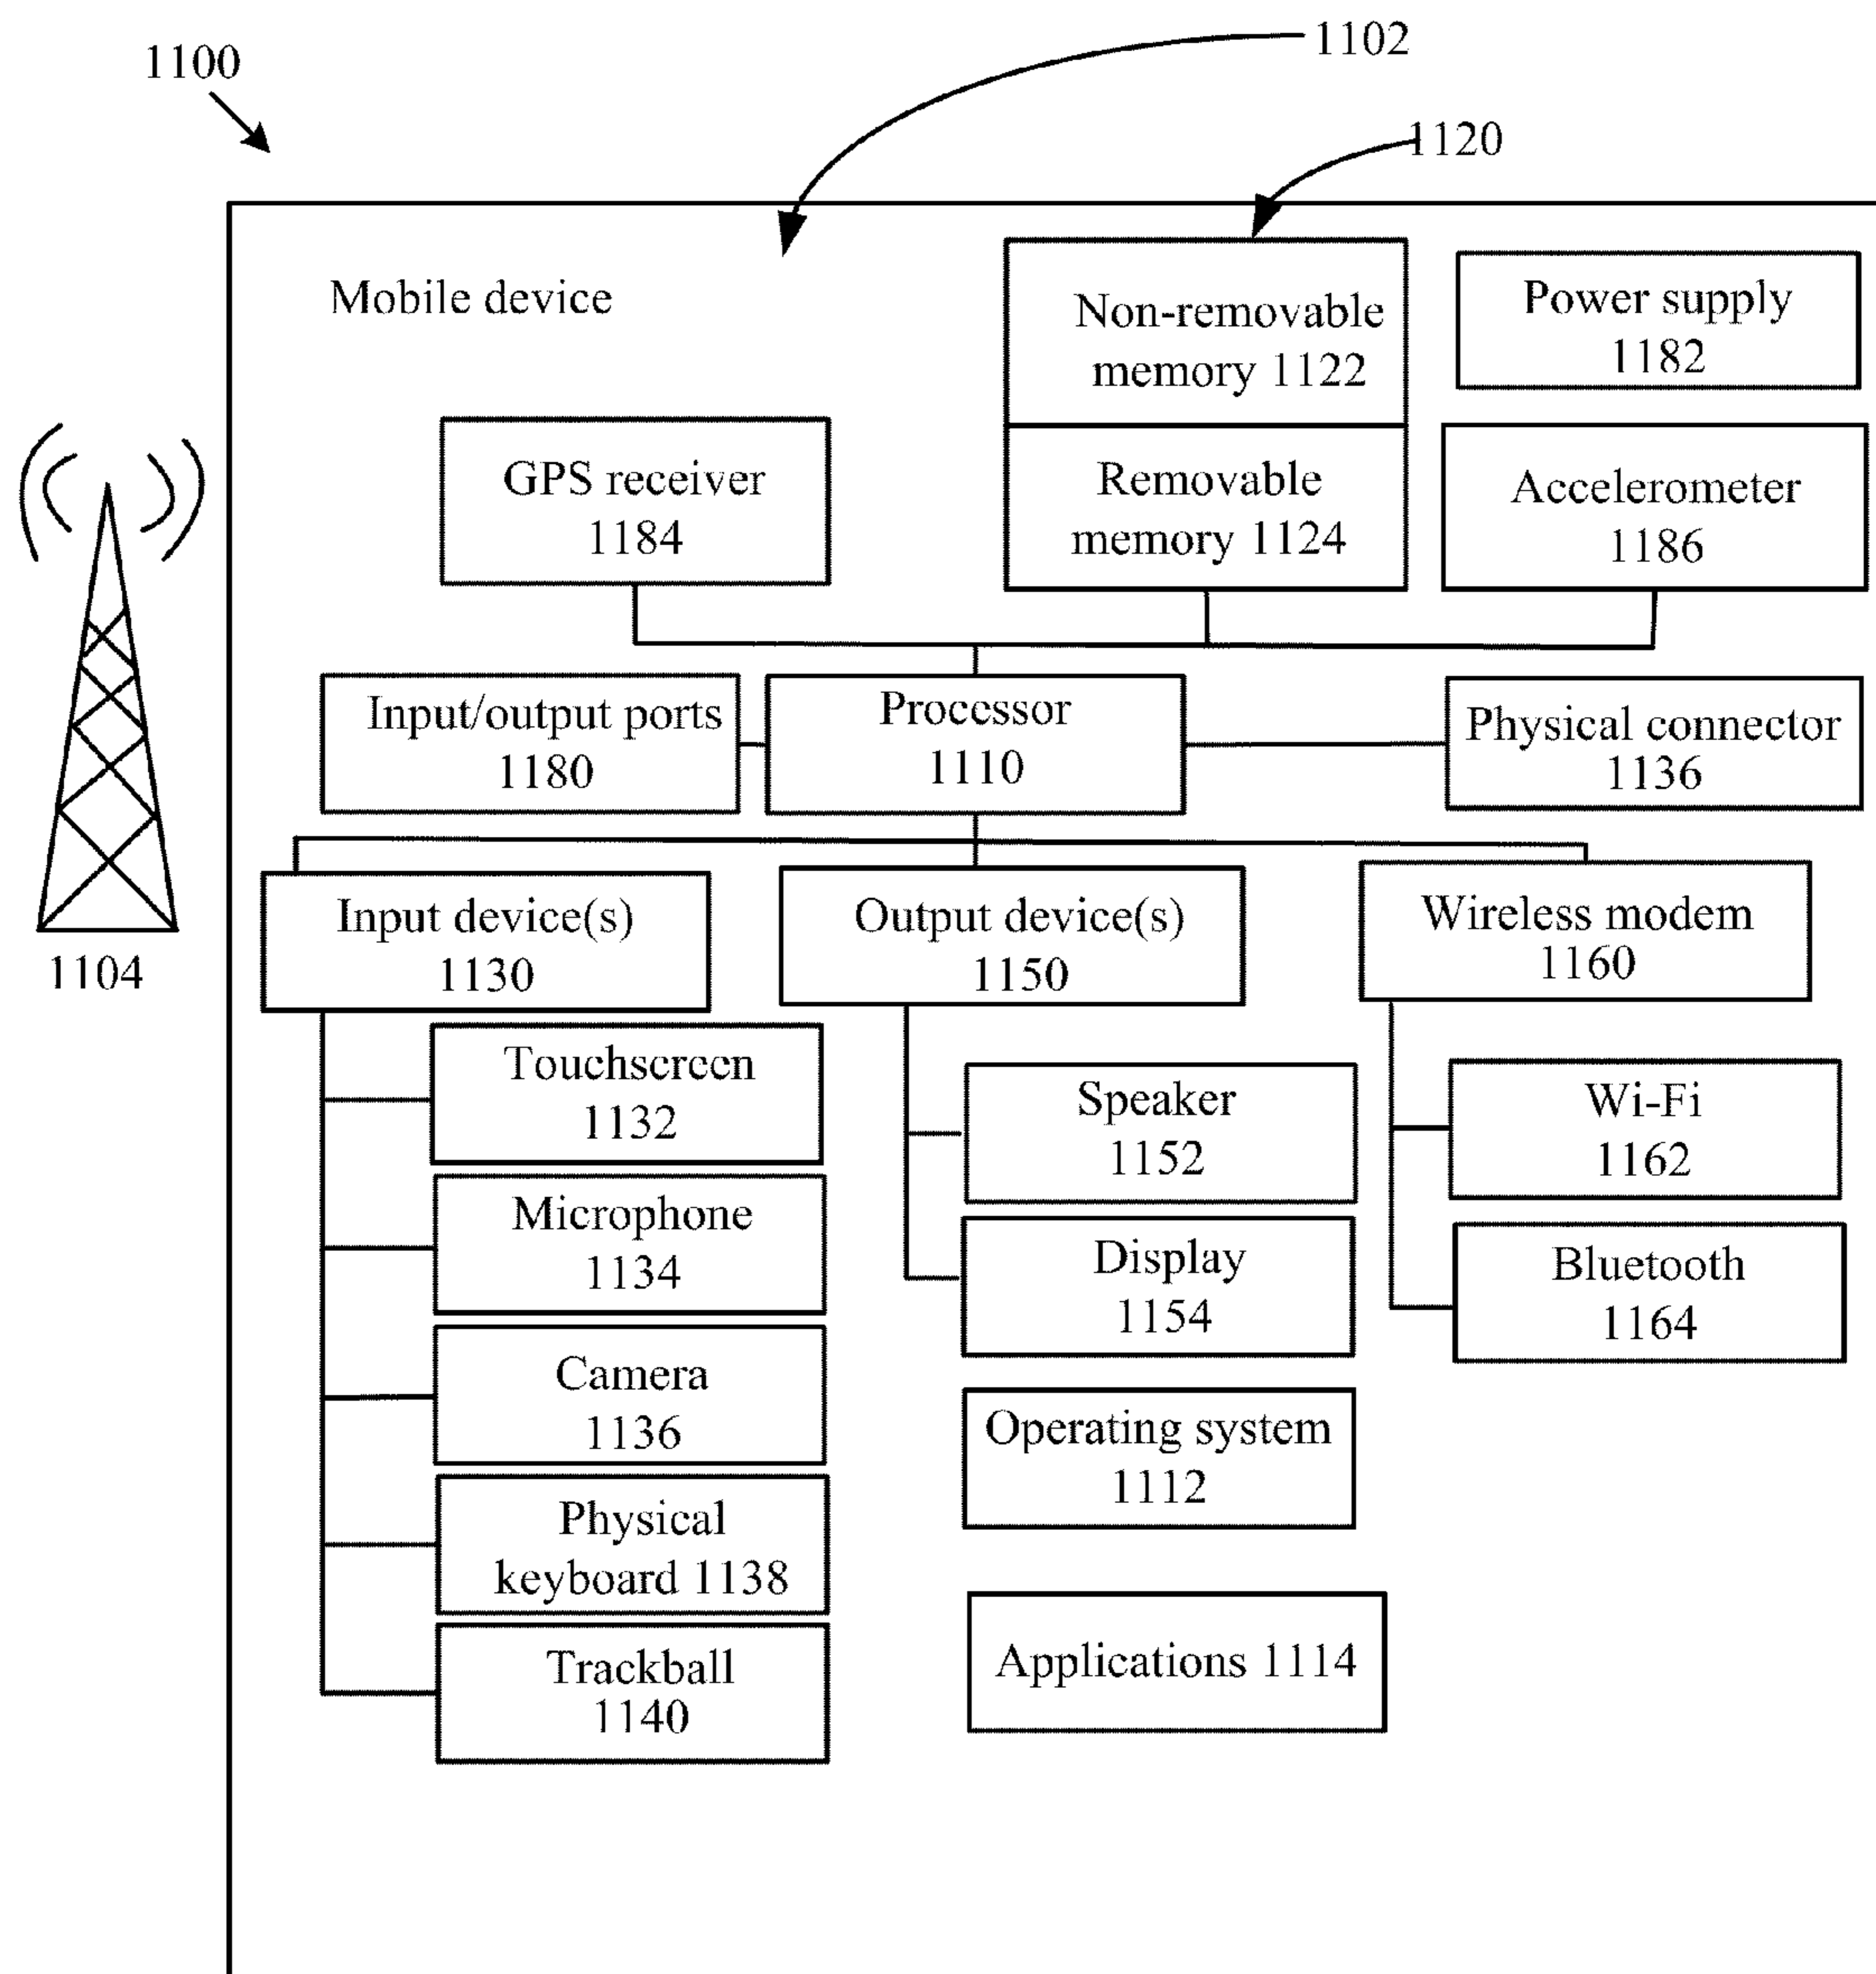 1100
1102
1120
Mobile device
Non-removable
memory 1122
Power supply
1182
GPS receiver
1184
Removable
memory 1124
Accelerometer
1186
Input/output ports
1180
Processor
1110
Physical connector
1136
1104
Input device(s)
1130
Output device(s)
1150
Wireless modem
1160
Touchscreen
1132
Microphone
1134
Camera
1136
Physical
keyboard 1138
Trackball
1140
Speaker
1152
Display
1154
Operating system
1112
Applications 1114
Wi-Fi
1162
Bluetooth
1164